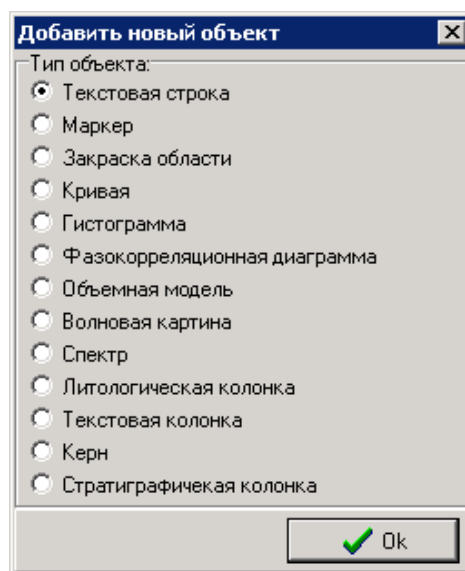 Добавить новый объект
Тип объекта:
Текстовая строка
Маркер
Закраска области
Кривая
Гистограмма
Фазокорреляционная диаграмма
Объемная модель
Волновая картина
Спектр
Литологическая колонка
Текстовая колонка
Керн
Стратиграфичекая колонка
Ok